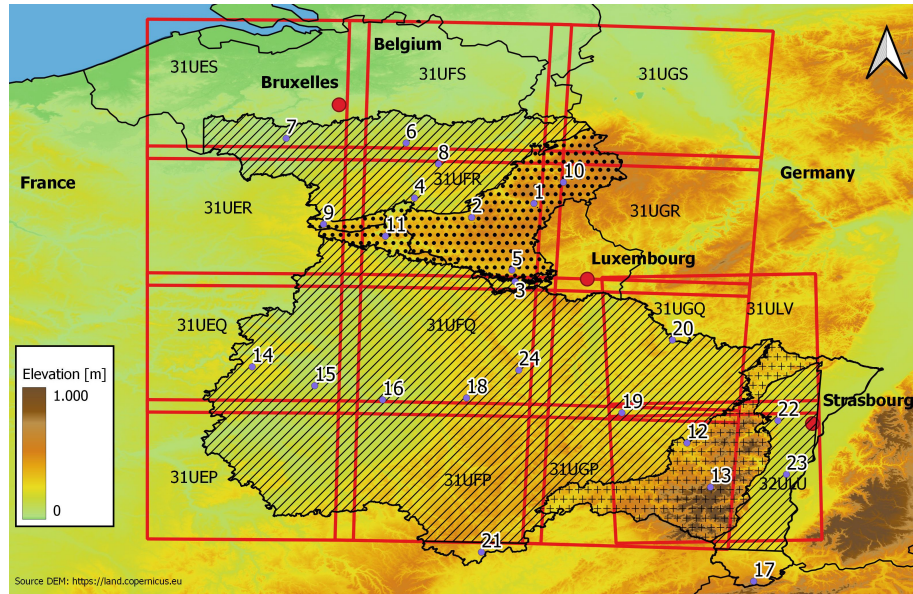 Belgium
31UES
31UFS
31UGS
Bruxelles
7
6
8
France
31UFR
10
Germany
4
1
31UER
2
31UGR
9
11
5
Luxembourg
3
31UGQ
31ULV
31UEQ
31UFQ
20
Elevation [m]
14
24
1.000
15
16
18
19
Strasbourg
22
12
31UEP
31UFP
31UGP
13
23
32ULU
0
21
17
Source DEM: https://land.copernicus.eu